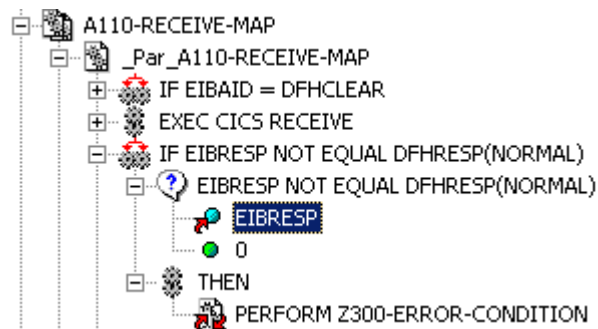 A110-RECEIVE-MAP
_Par_A110-RECEIVE-MAP
IF EIBAID = DFHCLEAR
EXEC CICS RECEIVE
IF EIBRESP NOT EQUAL DFHRESP(NORMAL)
EIBRESP NOT EQUAL DFHRESP(NORMAL)
EIBRESP
0
THEN
PERFORM Z300-ERROR-CONDITION